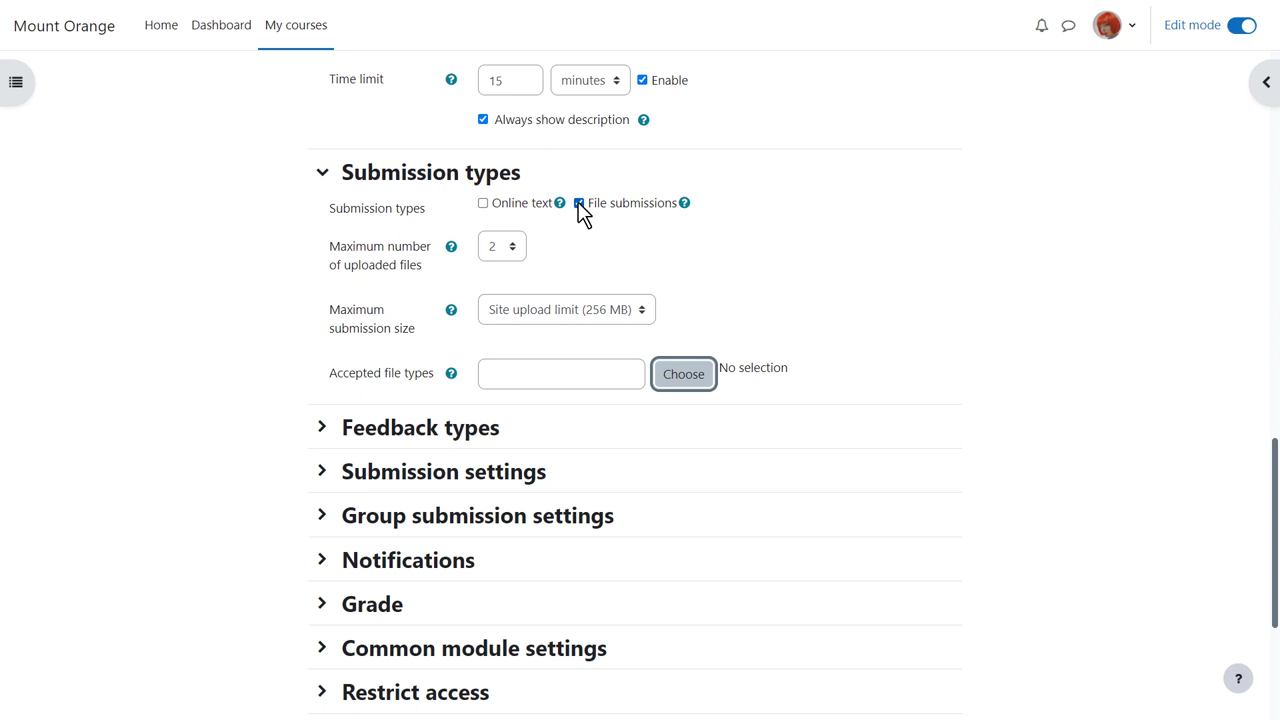 Mount Orange Home Dashboard My courses Edit mode
Time limit ? 15 minutes Enable
Always show description ?
Submission types
Submission types Online text ? File submissions ?
Maximum number ? 2
of uploaded files
Maximum ? Site upload limit (256 MB)
submission size
Accepted file types ? Choose No selection
Feedback types
Submission settings
Group submission settings
Notifications
Grade
Common module settings
?
Restrict access